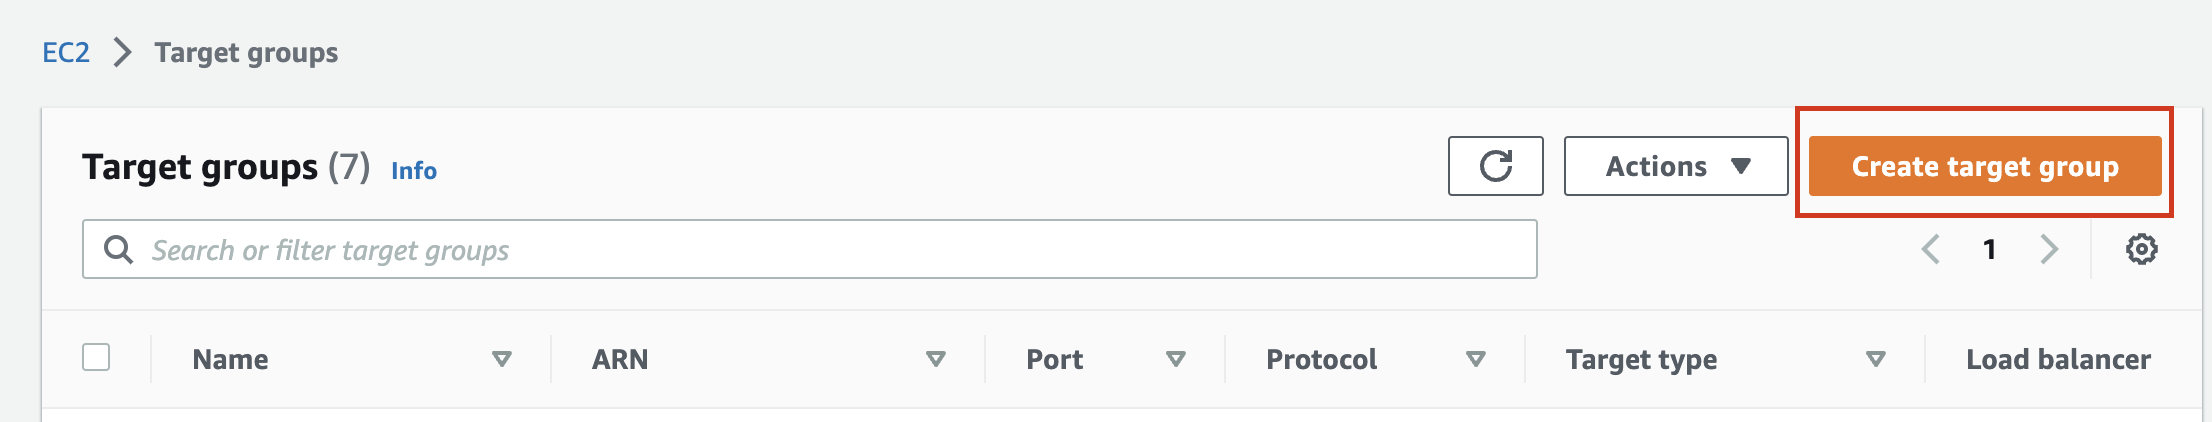 EC2 Target groups
Target groups (7) Info Actions Create target group
Search or filter target groups 1
Name ARN Port Protocol Target type Load balancer